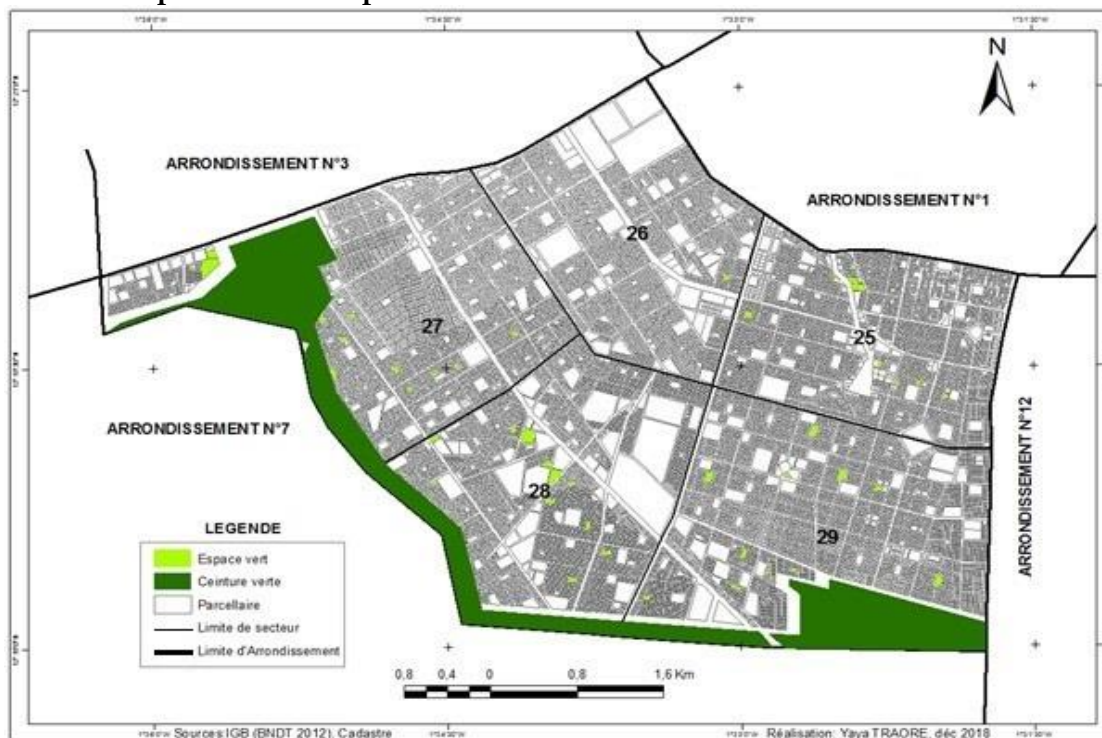 N
ARRONDISSEMENT N°3
ARRONDISSEMENT N°1
26
27
25
ARRONDISSEMENT N°7
ARRONDISSEMENT N°12
28
29
LEGENDE
Espace vert
Ceinture verte
Parcellaire
Limite de secteur
Limite d'Arrondissement
0,8 0,4 0 0,8 1,6 Km
Sources:IGB (BNDT 2012), Cadastre
Réalisation: Yaya TRAORE, déc 2018